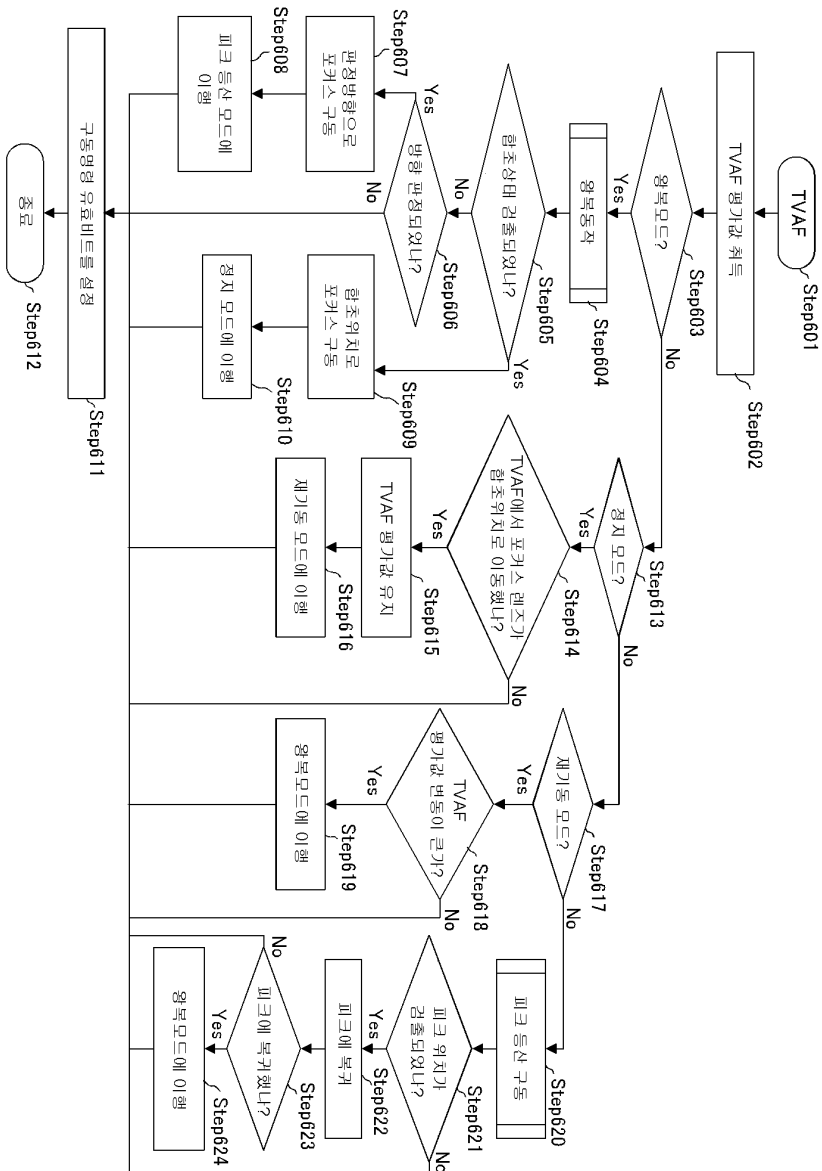 TVAF
Step601
TVAF 평가값 취득
Step602
왕복모드?
Step603
Yes
No
왕복동작
Step604
합초상태 검출되었나?
Step605
No
Yes
방향 판정되었나?
Step606
Yes
No
판정방향으로
포커스 구동
Step607
피크 등산 모드에
이행
Step608
합초위치로
포커스 구동
Step609
정지 모드에 이행
Step610
구동명령 유효비트를 설정
Step611
종료
Step612
정지 모드?
Step613
Yes
No
TVAF에서 포커스 렌즈가
합초위치로 이동했나?
Step614
Yes
No
TVAF 평가값 유지
Step615
재기동 모드에 이행
Step616
재기동 모드?
Step617
Yes
No
TVAF
평가값 변동이 큰가?
Step618
Yes
No
왕복모드에 이행
Step619
피크 등산 구동
Step620
피크 위치가
검출되었나?
Step621
Yes
No
피크에 복귀
Step622
피크에 복귀했나?
Step623
No
Yes
왕복모드에 이행
Step624